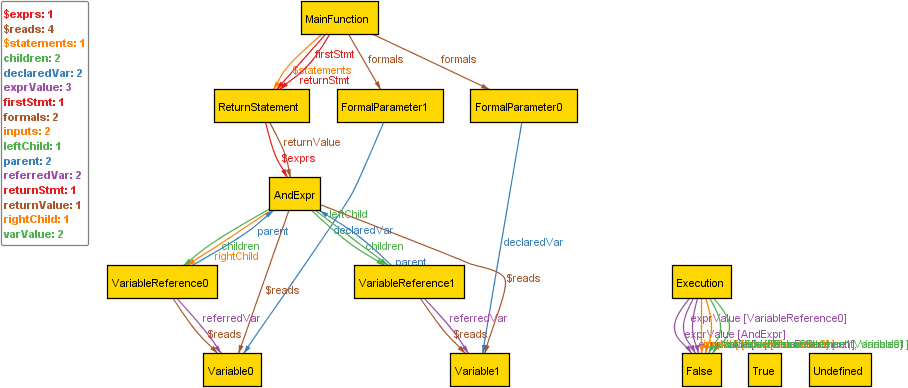 $exprs: 1
$reads: 4
$statements: 1
children: 2
declaredVar: 2
exprValue: 3
firstStmt: 1
formals: 2
inputs: 2
leftChild: 1
parent: 2
referredVar: 2
returnStmt: 1
returnValue: 1
rightChild: 1
varValue: 2
MainFunction
firstStmt
$statements
returnStmt
formals
formals
ReturnStatement
FormalParameter1
FormalParameter0
returnValue
$exprs
AndExpr
leftChild
declaredVar
declaredVar
parent
children
rightChild
children
parent
$reads
VariableReference0
VariableReference1
Execution
$reads
referredVar
$reads
referredVar
$reads
exprValue [VariableReference0]
exprValue [AndExpr]
Variable0
Variable1
False
True
Undefined